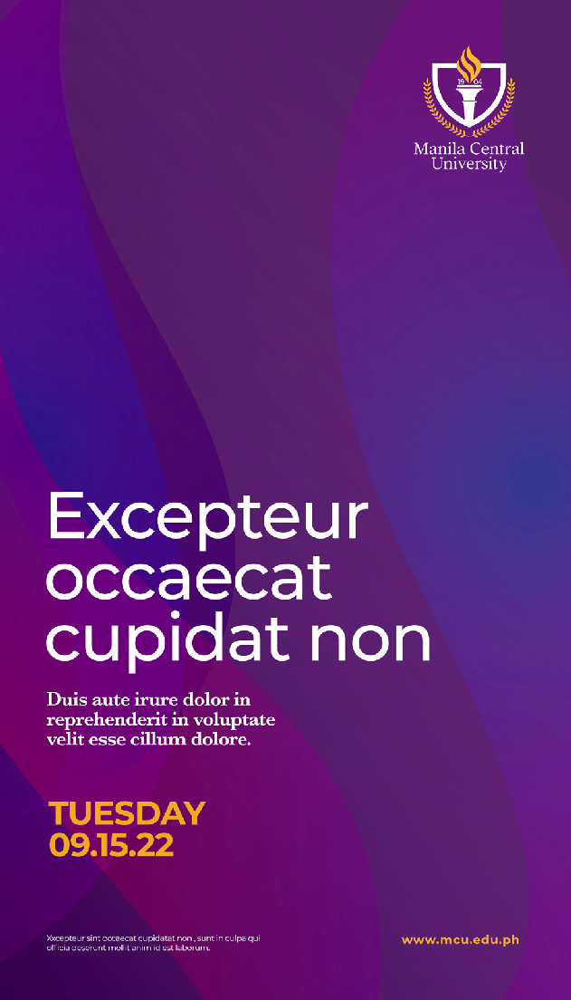 19 04
Manila Central
University
Excepteur
occaecat
cupidat non
Duis aute irure dolor in
reprehenderit in voluptate
velit esse cillum dolore.
TUESDAY
09.15.22
Xxcepteur sint occaecat cupidatat non , sunt in culpa qui
officia deserunt mollit anim id est laborum.
www.mcu.edu.ph